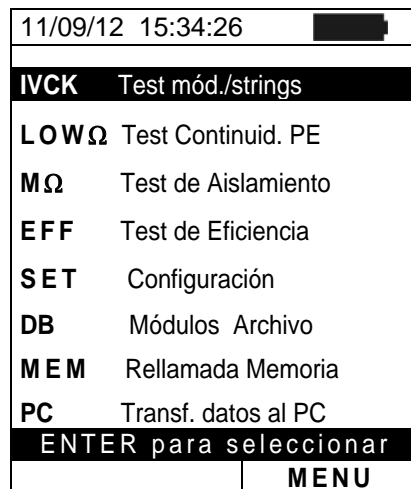 11/09/12 15:34:26
IVCK Test mód./strings
LOWΩ Test Continuid. PE
MΩ Test de Aislamiento
EFF Test de Eficiencia
SET Configuración
DB Módulos Archivo
MEM Rellamada Memoria
PC Transf. datos al PC
ENTER para seleccionar
MENU